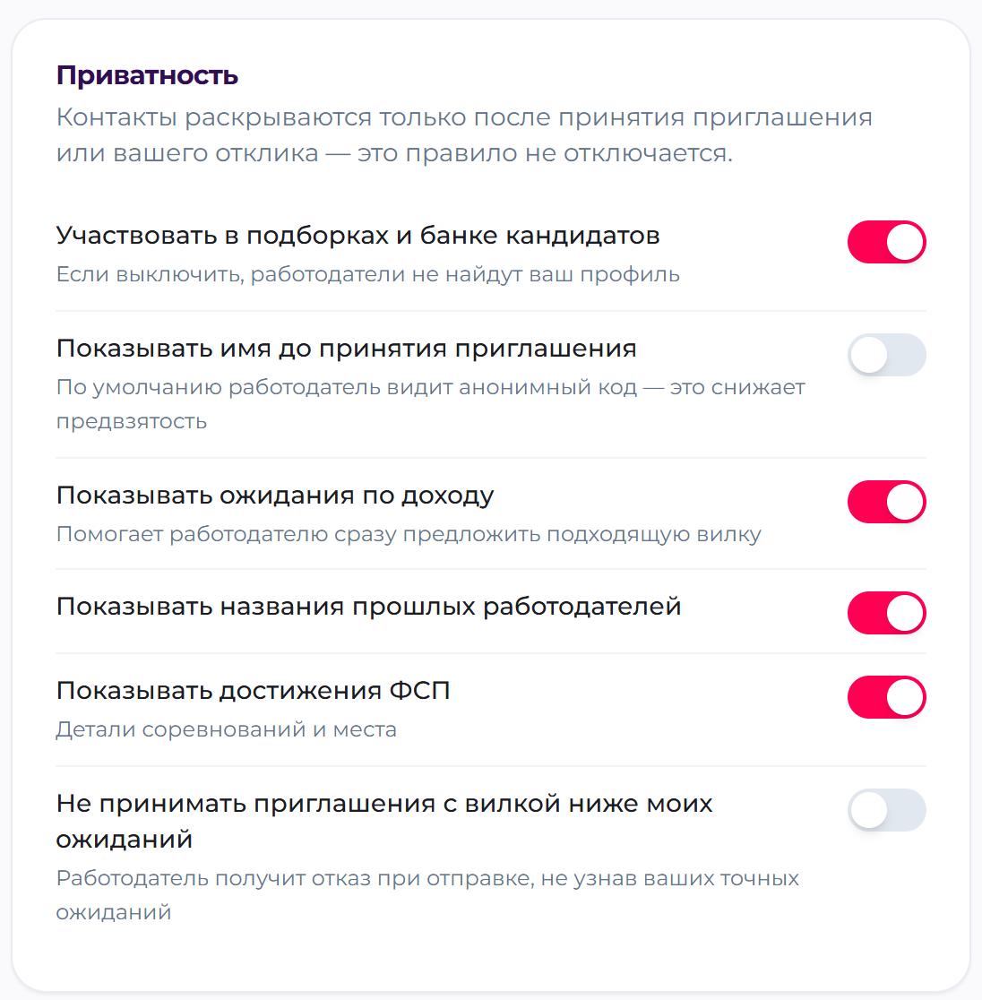 Приватность
Контакты раскрываются только после принятия приглашения
или вашего отклика — это правило не отключается.
Участвовать в подборках и банке кандидатов
Если выключить, работодатели не найдут ваш профиль
Показывать имя до принятия приглашения
По умолчанию работодатель видит анонимный код — это снижает
предвзятость
Показывать ожидания по доходу
Помогает работодателю сразу предложить подходящую вилку
Показывать названия прошлых работодателей
Показывать достижения ФСП
Детали соревнований и места
Не принимать приглашения с вилкой ниже моих
ожиданий
Работодатель получит отказ при отправке, не узнав ваших точных
ожиданий